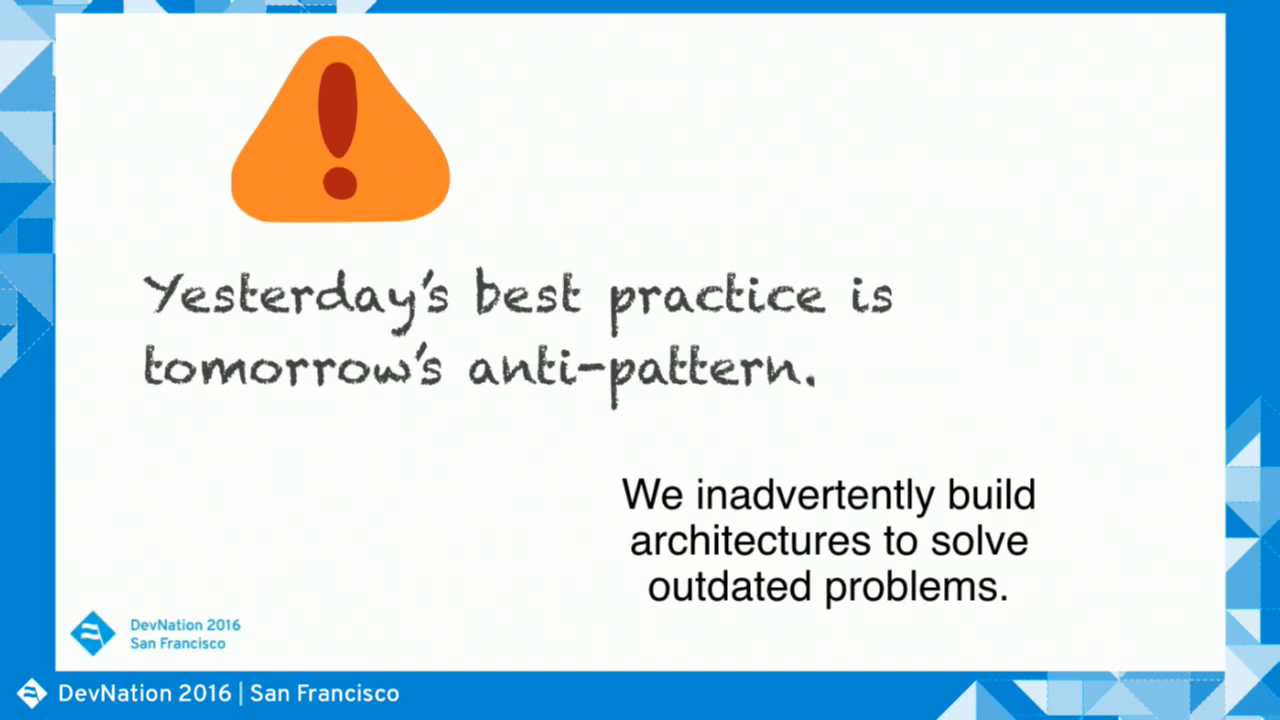 Yesterday's best practice is
tomorrow's anti-pattern.
We inadvertently build
architectures to solve
outdated problems.
DevNation 2016
San Francisco
DevNation 2016 | San Francisco